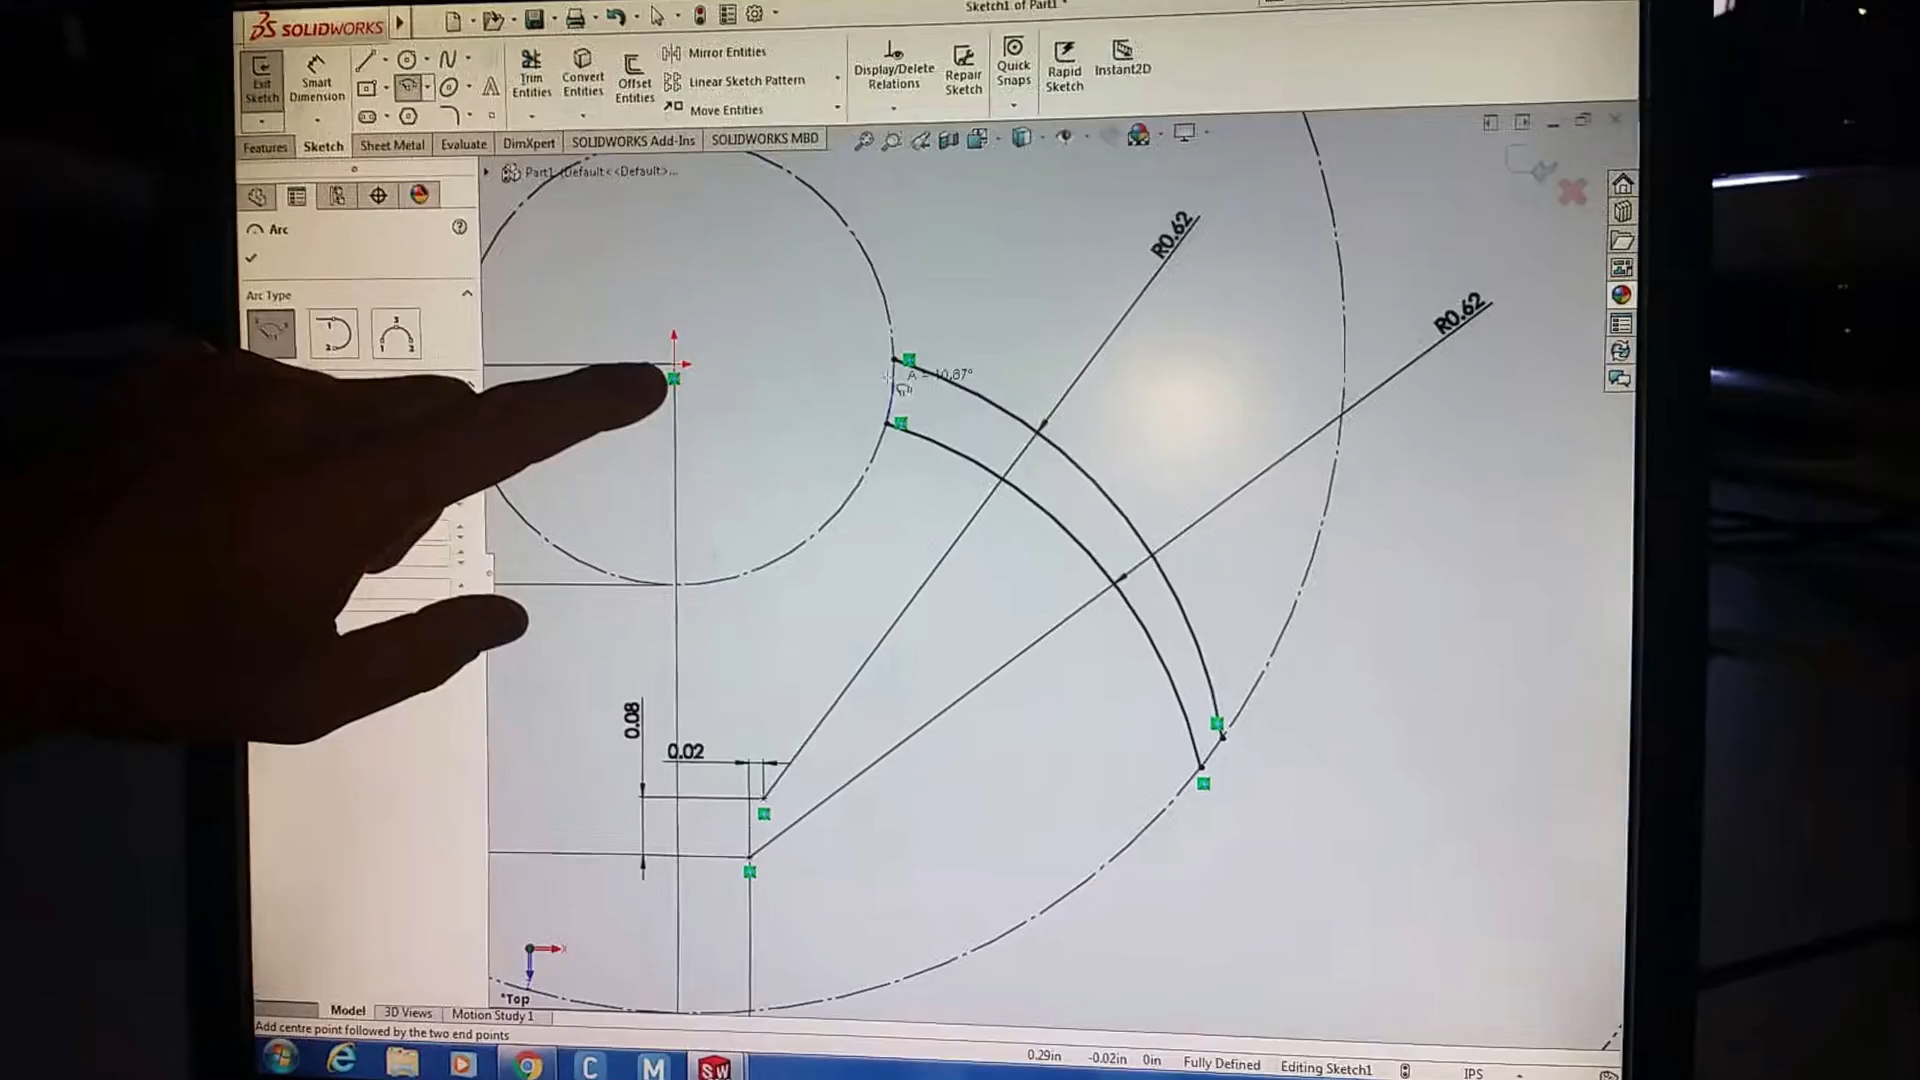 SOLIDWORKS
Sketch1 of Part1 *
Exit Sketch
Smart Dimension
Trim Entities
Convert Entities
Offset Entities
Mirror Entities
Linear Sketch Pattern
Move Entities
Display/Delete Relations
Repair Sketch
Quick Snaps
Rapid Sketch
Instant2D
Features
Sketch
Sheet Metal
Evaluate
DimXpert
SOLIDWORKS Add-Ins
SOLIDWORKS MBD
Part1 (Default<<Default>...
Arc
Arc Type
R0.62
R0.62
0.08
0.02
*Top
Model
3D Views
Motion Study 1
Add centre point followed by the two end points
0.29in
-0.02in
0in
Fully Defined
Editing Sketch1
IPS
C
M
SW